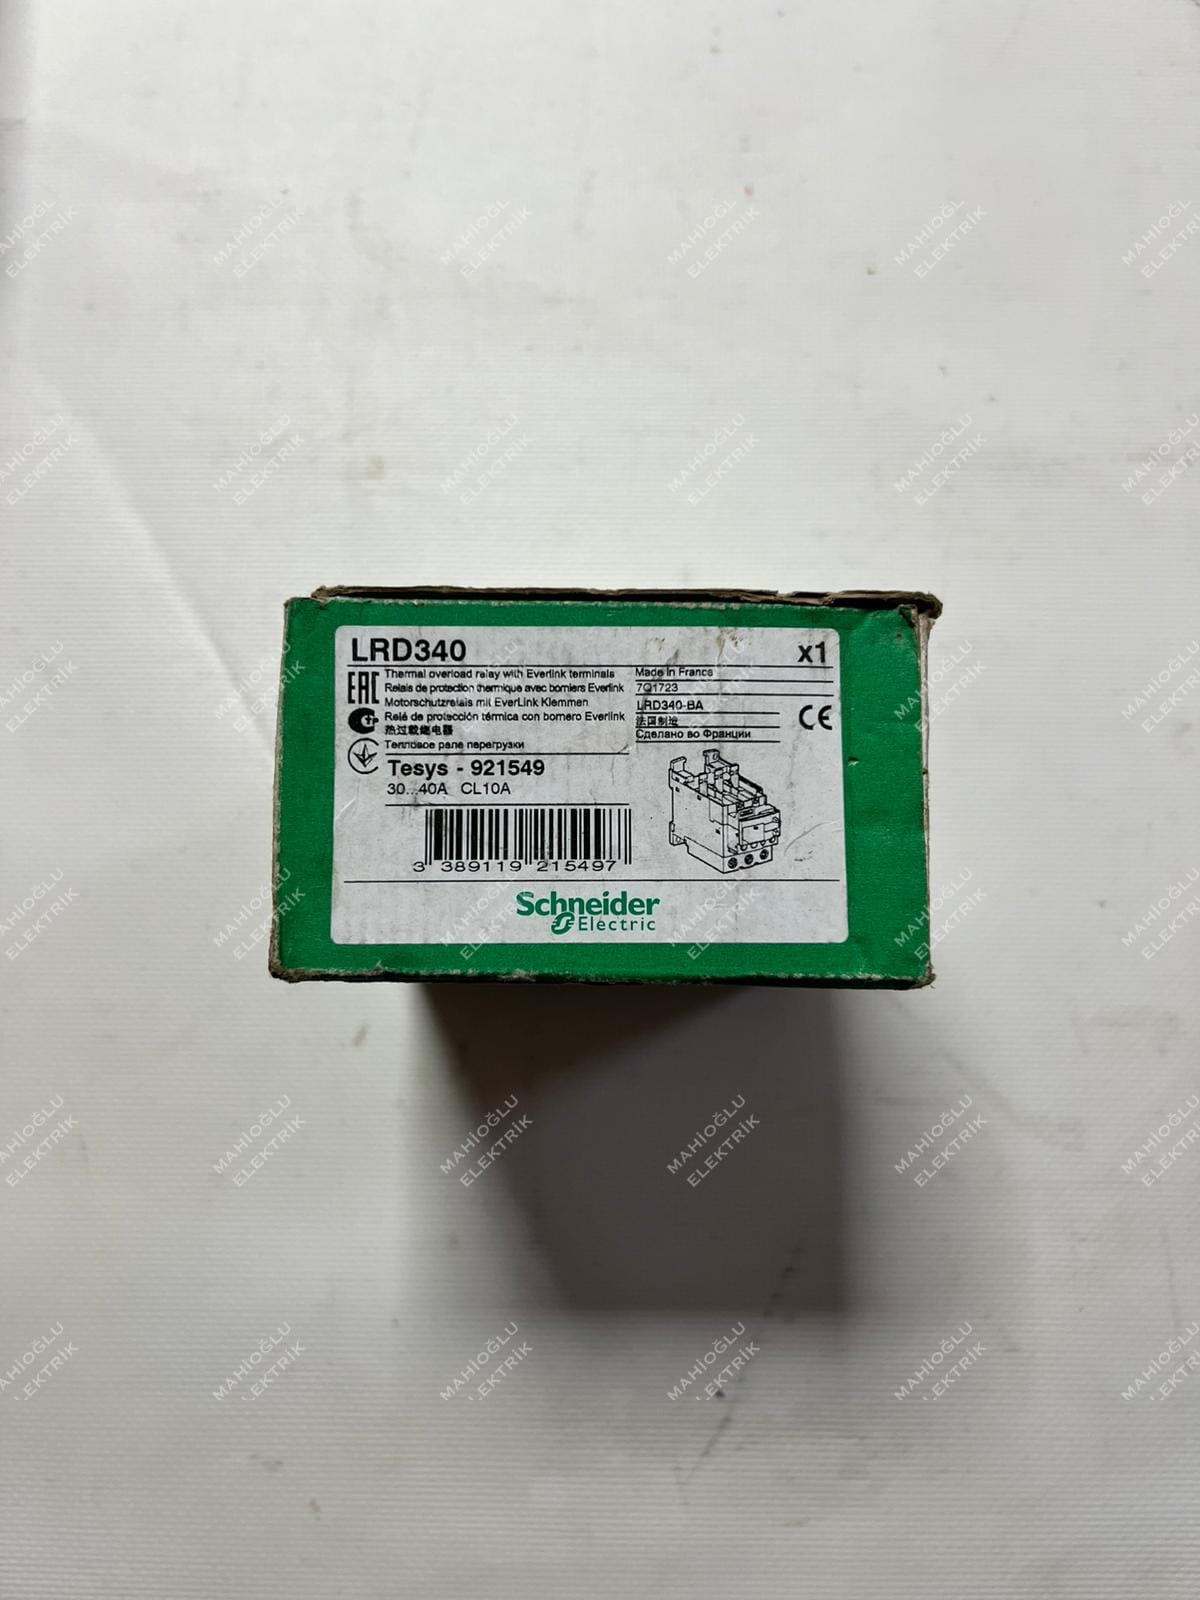 LRD340
x1
Thermal overload relay with Everlink terminals
Relais de protection thermique avec borniers Everlink
Motorschutzrelais mit EverLink Klemmen
Relé de protección térmica con bornero Everlink
热过载继电器
Тепловое реле перегрузки
Made in France
7Q1723
LRD340-BA
法国制造
Сделано во Франции
EAC
CE
Tesys - 921549
30...40A CL10A
3 389119 215497
Schneider
Electric
MAHİOĞLU
ELEKTRİK